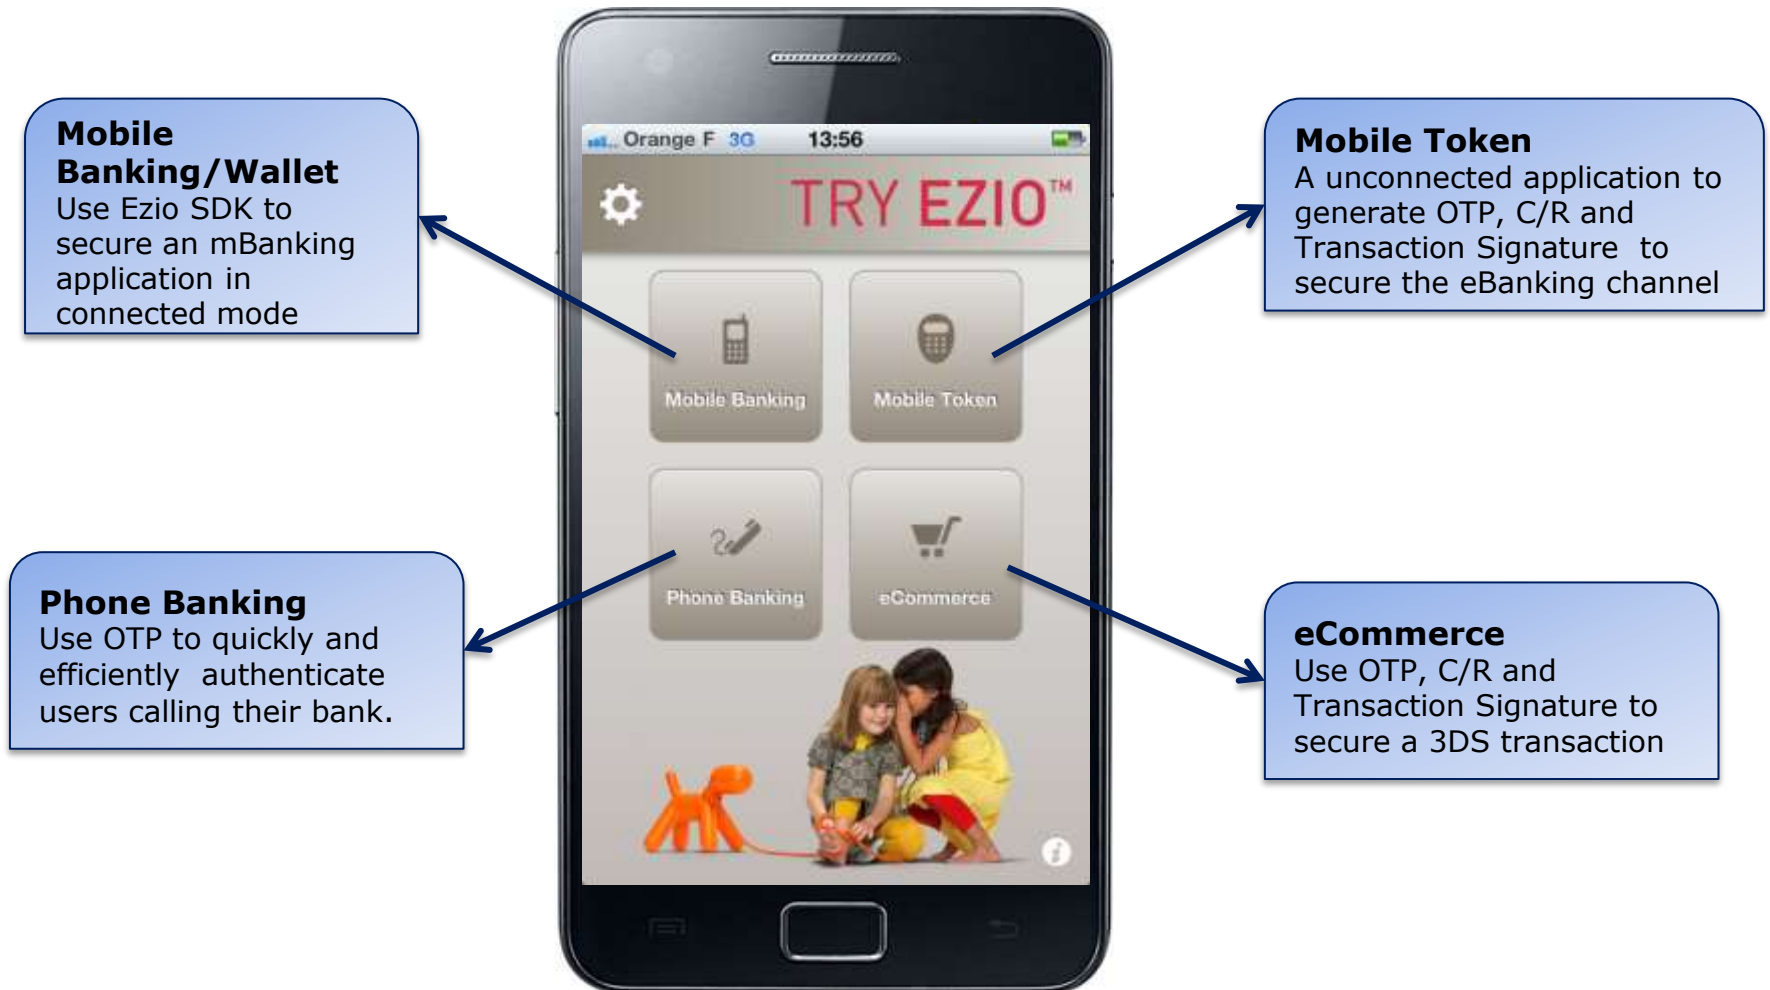 Mobile
Banking/Wallet
Use Ezio SDK to
secure an mBanking
application in
connected mode
Orange F 3G 13:56
TRY EZIO™
Mobile Banking
Mobile Token
Phone Banking
eCommerce
Mobile Token
A unconnected application to
generate OTP, C/R and
Transaction Signature to
secure the eBanking channel
Phone Banking
Use OTP to quickly and
efficiently authenticate
users calling their bank.
eCommerce
Use OTP, C/R and
Transaction Signature to
secure a 3DS transaction